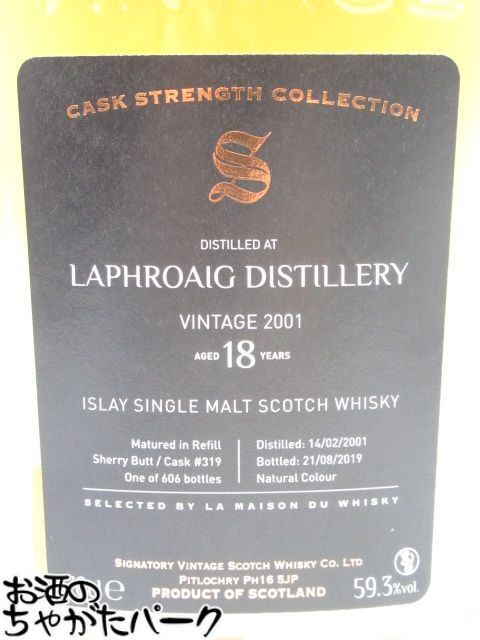 CASK STRENGTH COLLECTION
S
DISTILLED AT
LAPHROAIG DISTILLERY
VINTAGE 2001
AGED 18 YEARS
ISLAY SINGLE MALT SCOTCH WHISKY
Matured in Refill
Sherry Butt / Cask #319
One of 606 bottles
Distilled: 14/02/2001
Bottled: 21/08/2019
Natural Colour
SELECTED BY LA MAISON DU WHISKY
SIGNATORY VINTAGE SCOTCH WHISKY CO. LTD
PITLOCHRY PH16 5JP
PRODUCT OF SCOTLAND
59.3%vol.
お酒の
ちゃがたパーク